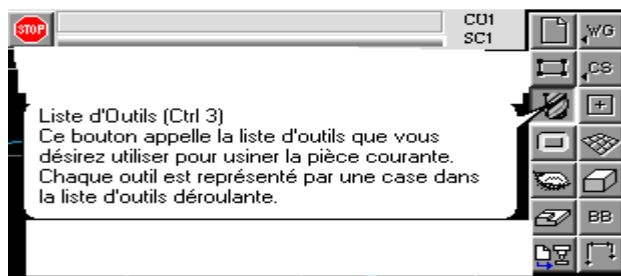 STOP
CO1
SC1
WG
CS
Liste d'Outils (Ctrl 3)
Ce bouton appelle la liste d'outils que vous
désirez utiliser pour usiner la pièce courante.
Chaque outil est représenté par une case dans
la liste d'outils déroulante.
BB